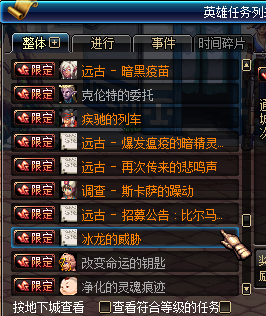 英雄任务列
整体 进行 事件 时间碎片
限定 远古 - 暗黑疫苗
限定 克伦特的委托
限定 疾驰的列车
限定 远古 - 爆发瘟疫的暗精灵...
限定 远古 - 再次传来的悲鸣声
限定 调查 - 斯卡萨的躁动
限定 远古 - 招募公告:比尔马...
限定 冰龙的威胁
限定 改变命运的钥匙
限定 净化的灵魂痕迹
按地下城查看 查看符合等级的任务